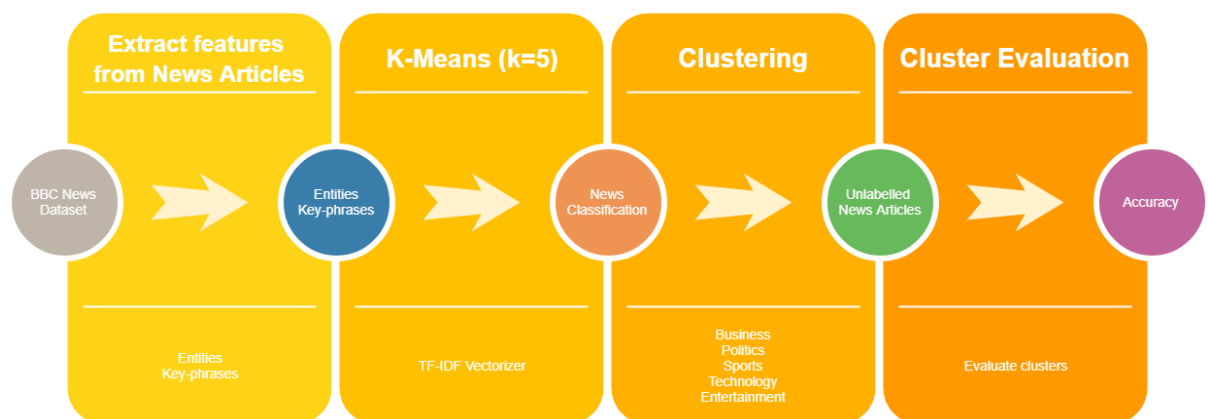 Extract features
from News Articles
K-Means (k=5)
Clustering
Cluster Evaluation
BBC News
Dataset
Entities
Key-phrases
News
Classification
Unlabelled
News Articles
Accuracy
Entities
Key-phrases
TF-IDF Vectorizer
Business
Politics
Sports
Technology
Entertainment
Evaluate clusters